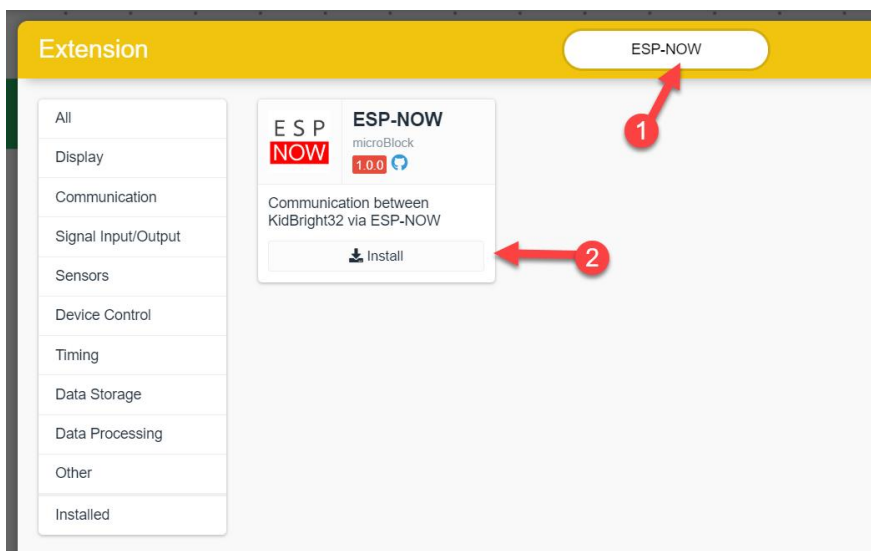 Extension
ESP-NOW
1
All
Display
Communication
Signal Input/Output
Sensors
Device Control
Timing
Data Storage
Data Processing
Other
Installed
E S P
NOW
ESP-NOW
microBlock
1.0.0
Communication between
KidBright32 via ESP-NOW
Install
2